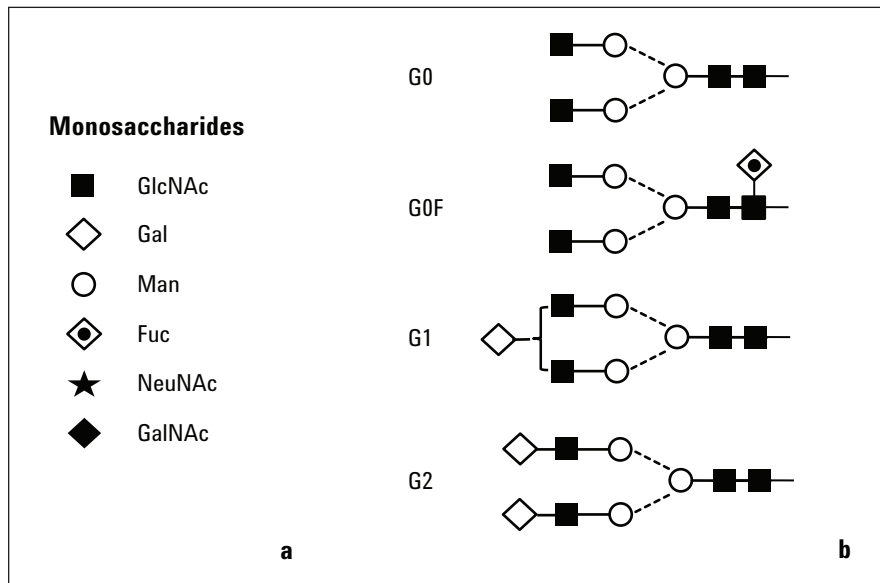 Monosaccharides
GlcNAc
Gal
Man
Fuc
NeuNAc
GalNAc
a
G0
G0F
G1
G2
b